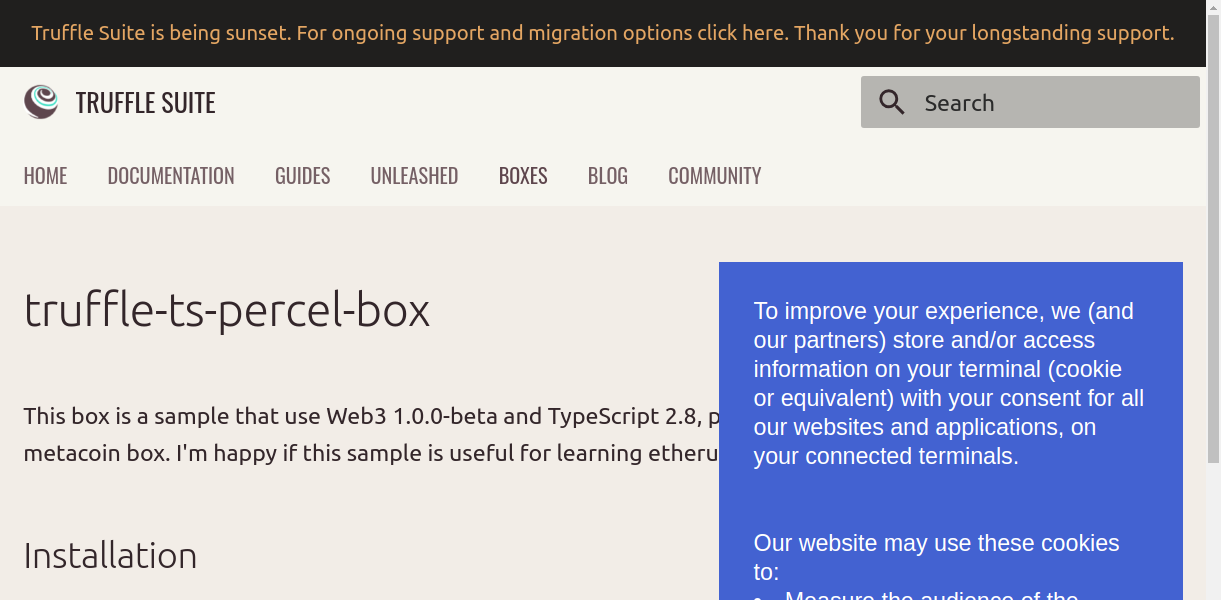 Truffle Suite is being sunset. For ongoing support and migration options click here. Thank you for your longstanding support.
TRUFFLE SUITE
Search
HOME DOCUMENTATION GUIDES UNLEASHED BOXES BLOG COMMUNITY
truffle-ts-percel-box
This box is a sample that use Web3 1.0.0-beta and TypeScript 2.8,
metacoin box. I'm happy if this sample is useful for learning
Installation
To improve your experience, we (and
our partners) store and/or access
information on your terminal (cookie
or equivalent) with your consent for all
our websites and applications, on
your connected terminals.
Our website may use these cookies
to:
• Measure the audience of the